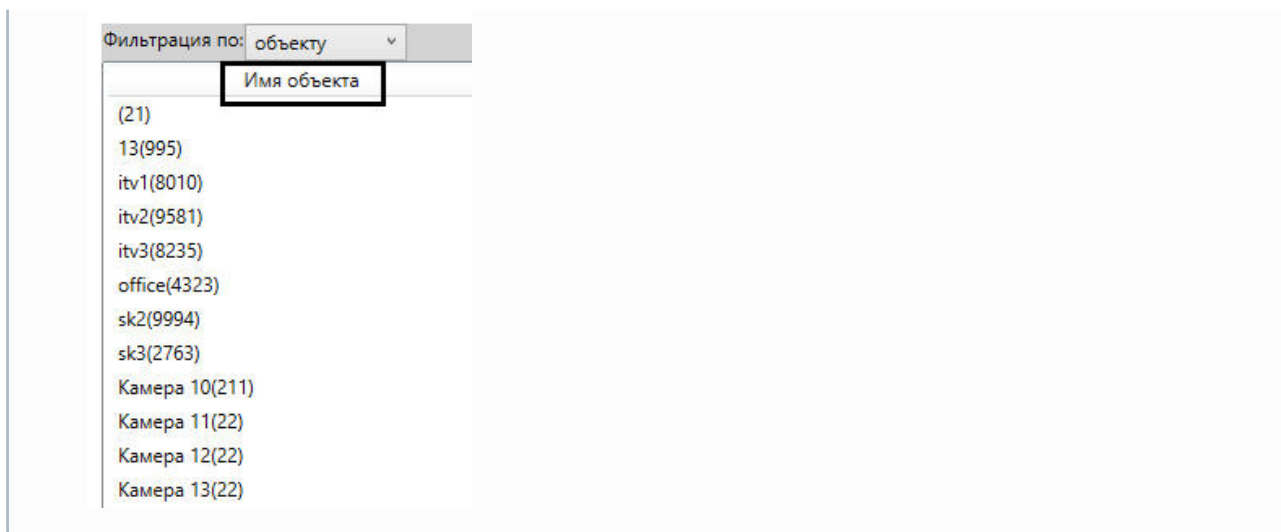 Фильтрация по: объекту
Имя объекта
(21)
13(995)
itv1(8010)
itv2(9581)
itv3(8235)
office(4323)
sk2(9994)
sk3(2763)
Камера 10(211)
Камера 11(22)
Камера 12(22)
Камера 13(22)